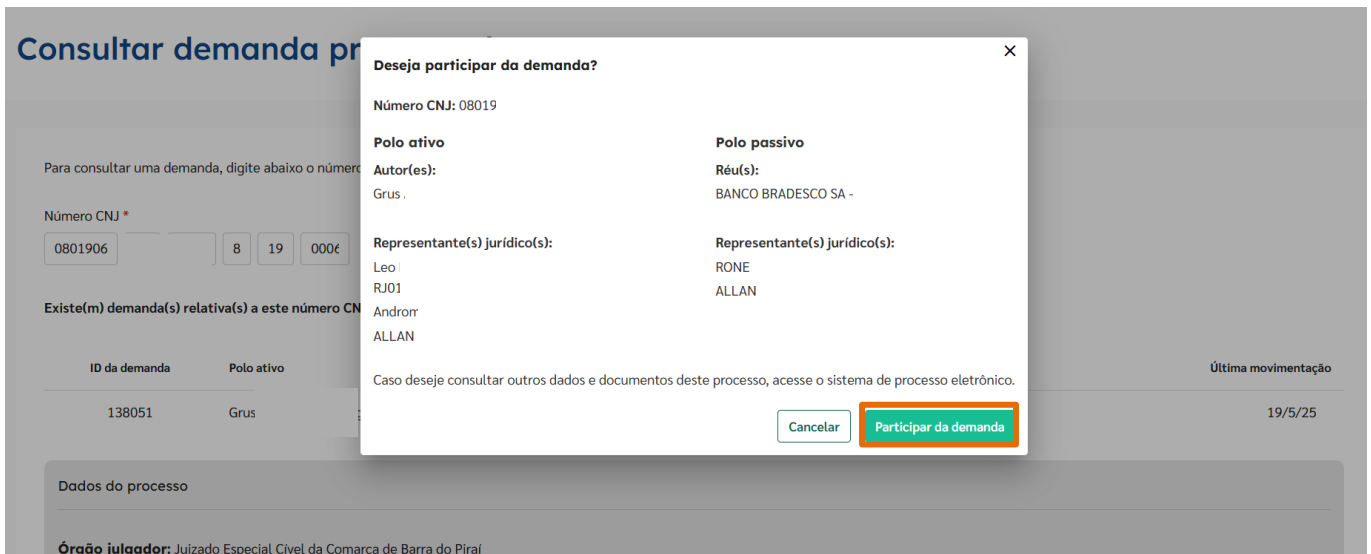 Consultar demanda pr
Deseja participar da demanda?
×
Número CNJ: 08019
Polo ativo
Polo passivo
Autor(es):
Réu(s):
Grus
BANCO BRADESCO SA -
Representante(s) jurídico(s):
Representante(s) jurídico(s):
Leo
RONE
RJ01
ALLAN
Androm
ALLAN
Caso deseje consultar outros dados e documentos deste processo, acesse o sistema de processo eletrônico.
Cancelar
Participar da demanda
Para consultar uma demanda, digite abaixo o número
Número CNJ *
0801906 8 19 0006
Existe(m) demanda(s) relativa(s) a este número CN
ID da demanda Polo ativo Última movimentação
138051 Grus 19/5/25
Dados do processo
Órgão julgador: Juizado Especial Cível da Comarca de Barra do Piraí